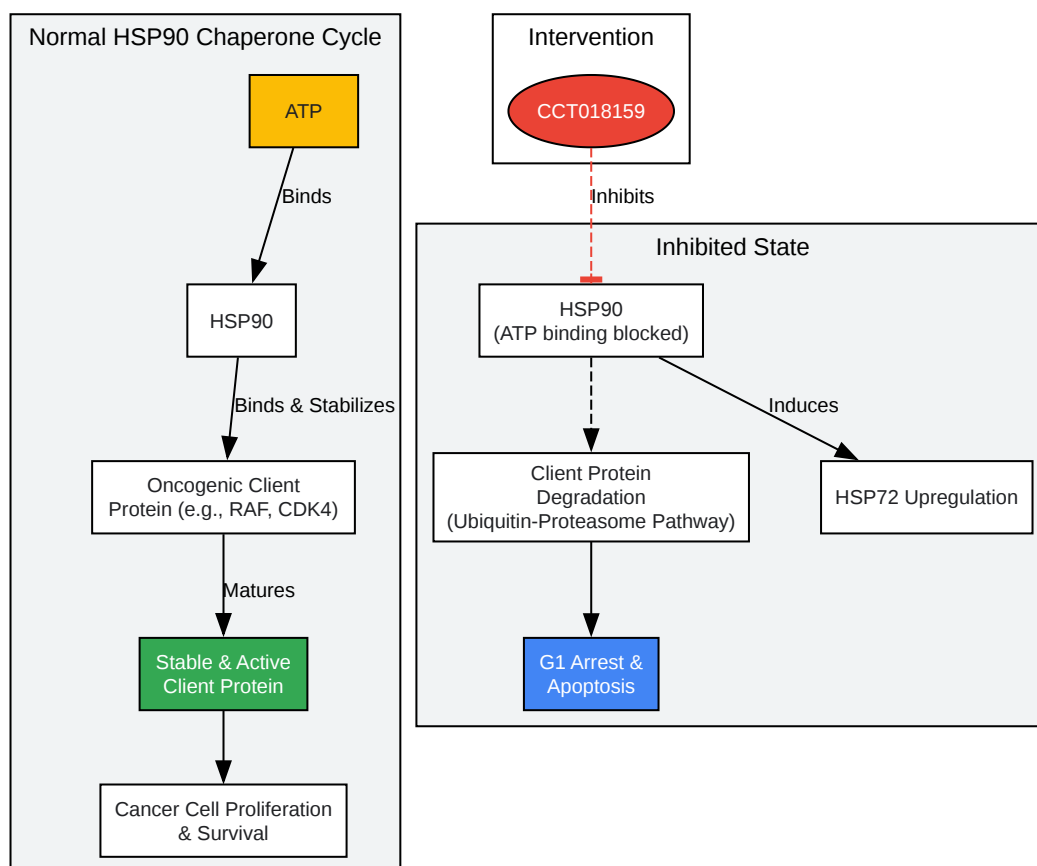 Normal HSP90 Chaperone Cycle
ATP
Binds
HSP90
Binds & Stabilizes
Oncogenic Client
Protein (e.g., RAF, CDK4)
Matures
Stable & Active
Client Protein
Cancer Cell Proliferation
& Survival
Intervention
CCT018159
Inhibits
Inhibited State
HSP90
(ATP binding blocked)
Induces
Client Protein
Degradation
(Ubiquitin-Proteasome Pathway)
HSP72 Upregulation
G1 Arrest &
Apoptosis